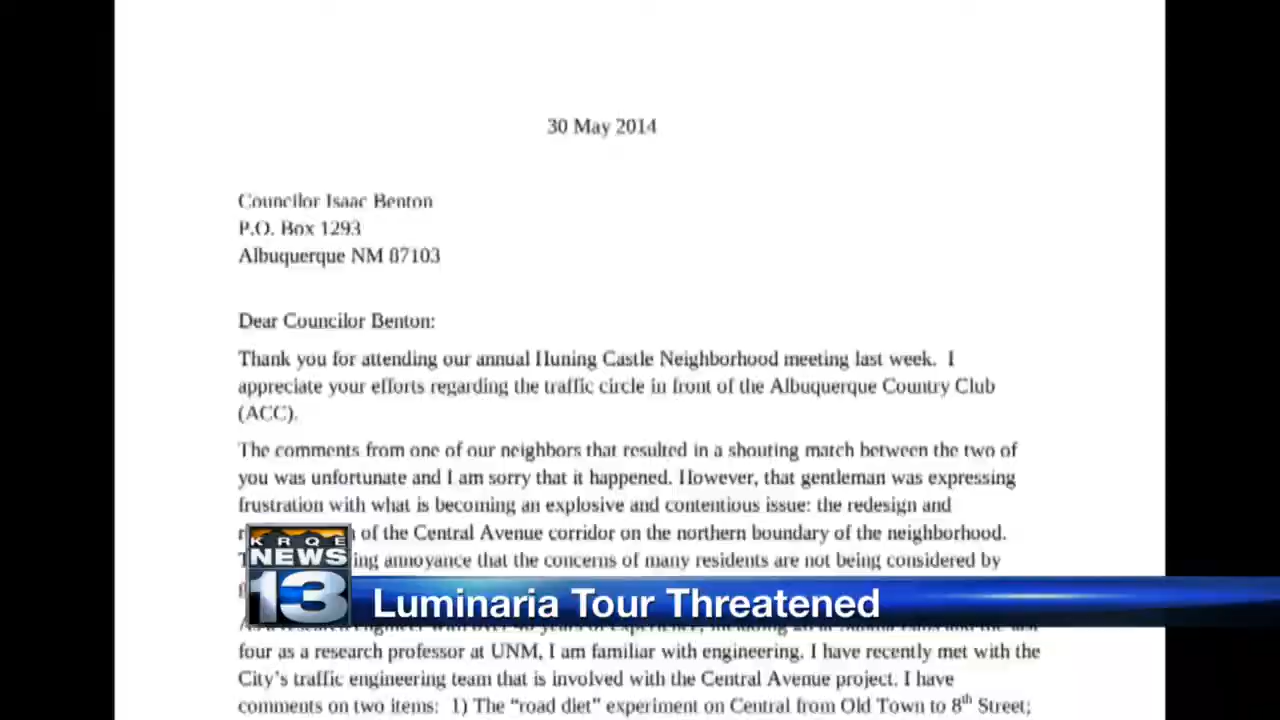 30 May 2014
Councilor Isaac Benton
P.O. Box 1293
Albuquerque NM 87103
Dear Councilor Benton:
Thank you for attending our annual Huning Castle Neighborhood meeting last week. I
appreciate your efforts regarding the traffic circle in front of the Albuquerque Country Club
(ACC).
The comments from one of our neighbors that resulted in a shouting match between the two of
you was unfortunate and I am sorry that it happened. However, that gentleman was expressing
frustration with what is becoming an explosive and contentious issue: the redesign and
of the Central Avenue corridor on the northern boundary of the neighborhood.
annoyance that the concerns of many residents are not being considered by
KRQE
NEWS
13
Luminaria Tour Threatened
four as a research professor at UNM, I am familiar with engineering. I have recently met with the
City's traffic engineering team that is involved with the Central Avenue project. I have
comments on two items: 1) The “road diet” experiment on Central from Old Town to 8th Street;